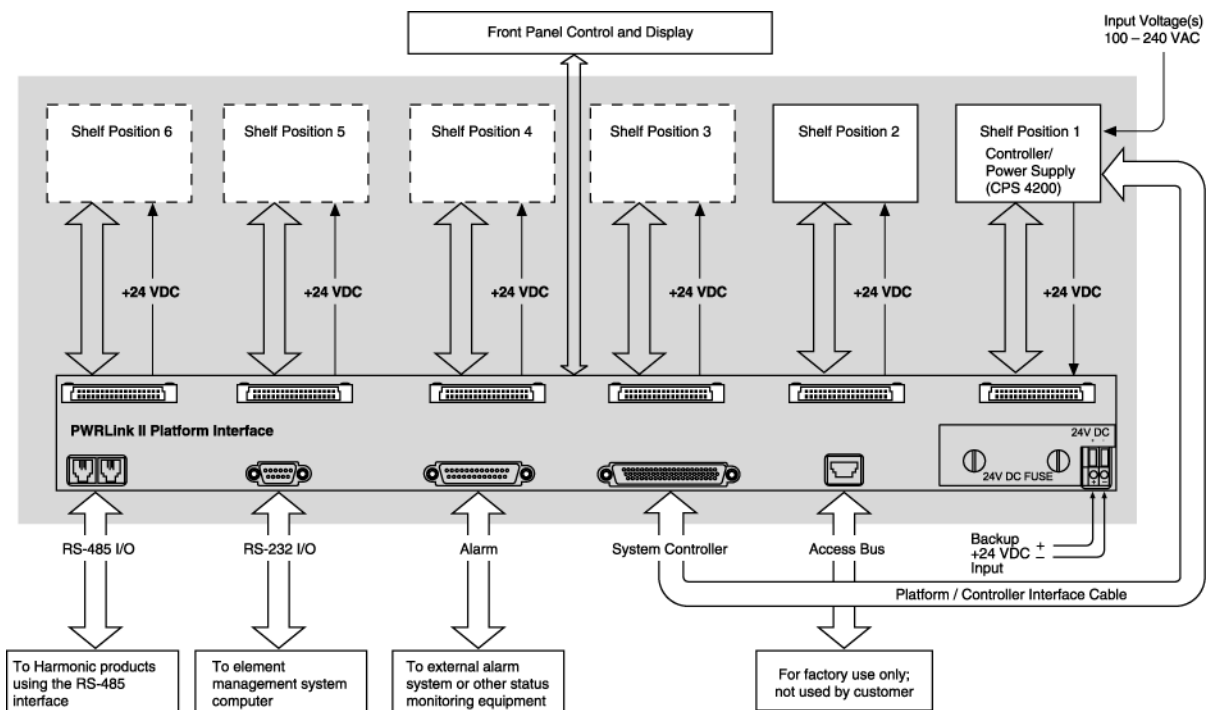 Front Panel Control and Display
Input Voltage(s)
100 – 240 VAC
Shelf Position 6
Shelf Position 5
Shelf Position 4
Shelf Position 3
Shelf Position 2
Shelf Position 1
Controller/
Power Supply
(CPS 4200)
+24 VDC
+24 VDC
+24 VDC
+24 VDC
+24 VDC
+24 VDC
PWRLink II Platform Interface
24V DC
+ -
24V DC FUSE
+ –
RS-485 I/O
RS-232 I/O
Alarm
System Controller
Access Bus
Backup
+24 VDC
Input
+
–
Platform / Controller Interface Cable
To Harmonic products
using the RS-485
interface
To element
management system
computer
To external alarm
system or other status
monitoring equipment
For factory use only;
not used by customer